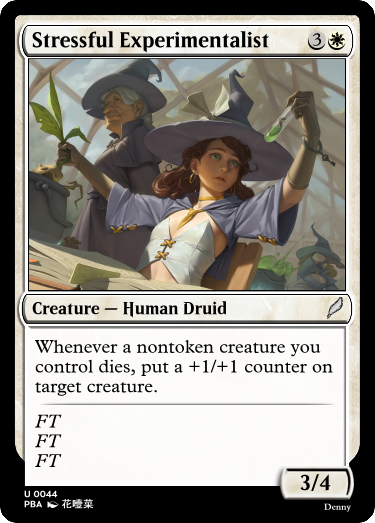 Stressful Experimentalist 3
Creature — Human Druid
Whenever a nontoken creature you
control dies, put a +1/+1 counter on
target creature.
FT
FT
FT
3/4
U 0044
PBA 花噎菜
Denny